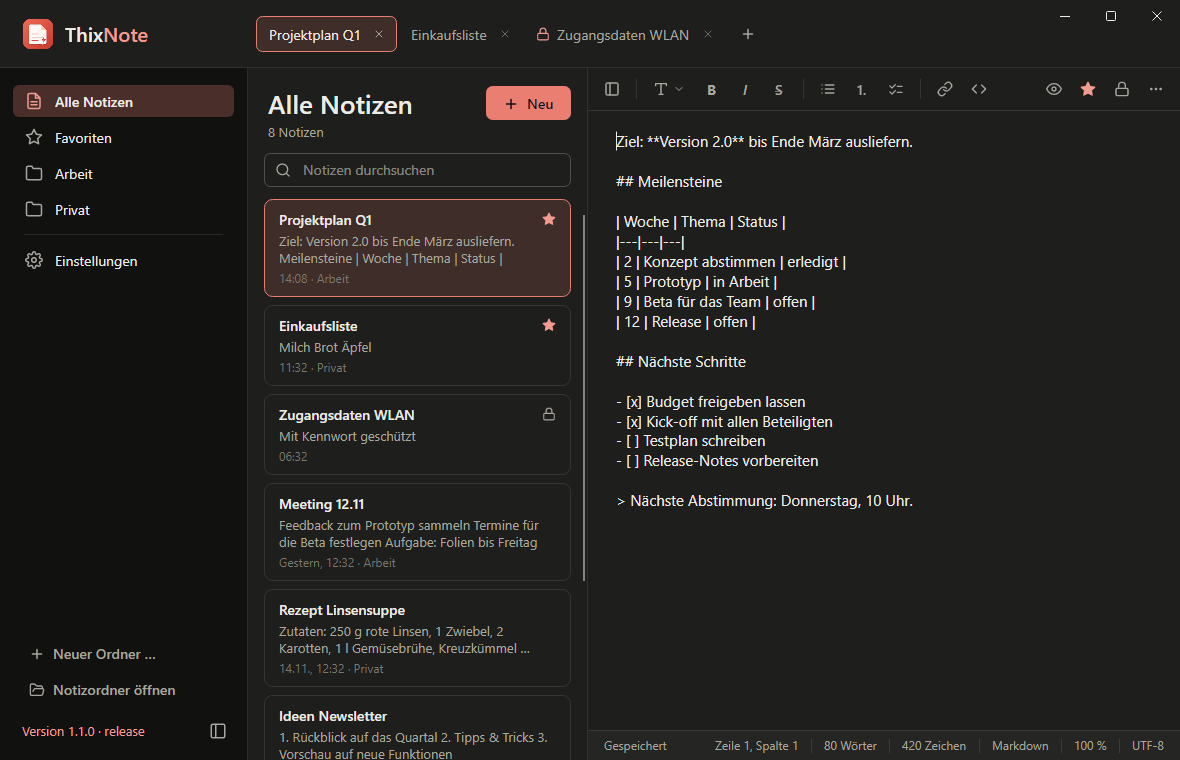 ThixNote
Projektplan Q1
Einkaufsliste
Zugangsdaten WLAN
Alle Notizen
Favoriten
Arbeit
Privat
Einstellungen
+ Neuer Ordner ...
Notizordner öffnen
Version 1.1.0 · release
Alle Notizen
+ Neu
8 Notizen
Notizen durchsuchen
Projektplan Q1
Ziel: Version 2.0 bis Ende März ausliefern.
Meilensteine | Woche | Thema | Status |
14:08 · Arbeit
Einkaufsliste
Milch Brot Äpfel
11:32 · Privat
Zugangsdaten WLAN
Mit Kennwort geschützt
06:32
Meeting 12.11
Feedback zum Prototyp sammeln Termine für
die Beta festlegen Aufgabe: Folien bis Freitag
Gestern, 12:32 · Arbeit
Rezept Linsensuppe
Zutaten: 250 g rote Linsen, 1 Zwiebel, 2
Karotten, 1 l Gemüsebrühe, Kreuzkümmel ...
14.11., 12:32 · Privat
Ideen Newsletter
1. Rückblick auf das Quartal 2. Tipps & Tricks 3.
Vorschau auf neue Funktionen
T B I S 1.
Ziel: **Version 2.0** bis Ende März ausliefern.
## Meilensteine
| Woche | Thema | Status |
|---|---|---|
| 2 | Konzept abstimmen | erledigt |
| 5 | Prototyp | in Arbeit |
| 9 | Beta für das Team | offen |
| 12 | Release | offen |
## Nächste Schritte
- [x] Budget freigeben lassen
- [x] Kick-off mit allen Beteiligten
- [ ] Testplan schreiben
- [ ] Release-Notes vorbereiten
> Nächste Abstimmung: Donnerstag, 10 Uhr.
Gespeichert
Zeile 1, Spalte 1
80 Wörter
420 Zeichen
Markdown
100 %
UTF-8